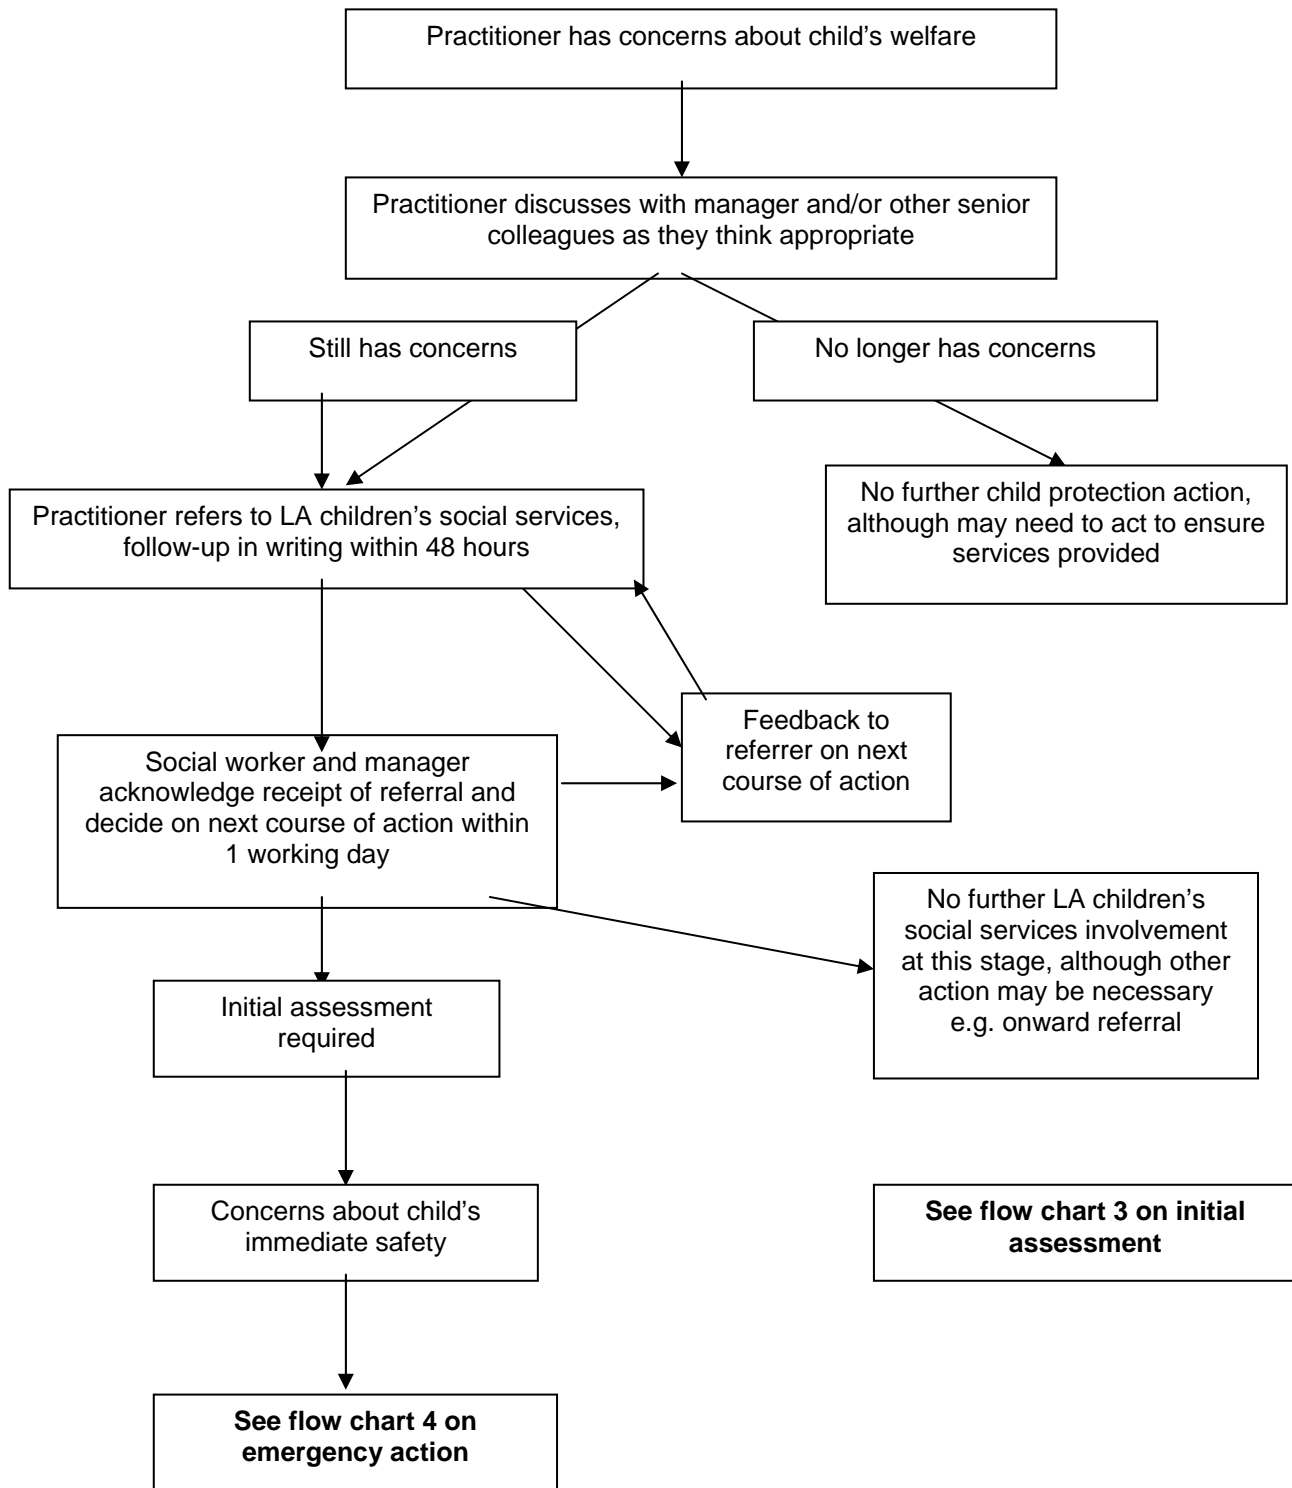 Practitioner has concerns about child’s welfare
Practitioner discusses with manager and/or other senior
colleagues as they think appropriate
Still has concerns
No longer has concerns
Practitioner refers to LA children’s social services,
follow-up in writing within 48 hours
No further child protection action,
although may need to act to ensure
services provided
Feedback to
referrer on next
course of action
Social worker and manager
acknowledge receipt of referral and
decide on next course of action within
1 working day
No further LA children’s
social services involvement
at this stage, although other
action may be necessary
e.g. onward referral
Initial assessment
required
Concerns about child’s
immediate safety
See flow chart 3 on initial
assessment
See flow chart 4 on
emergency action